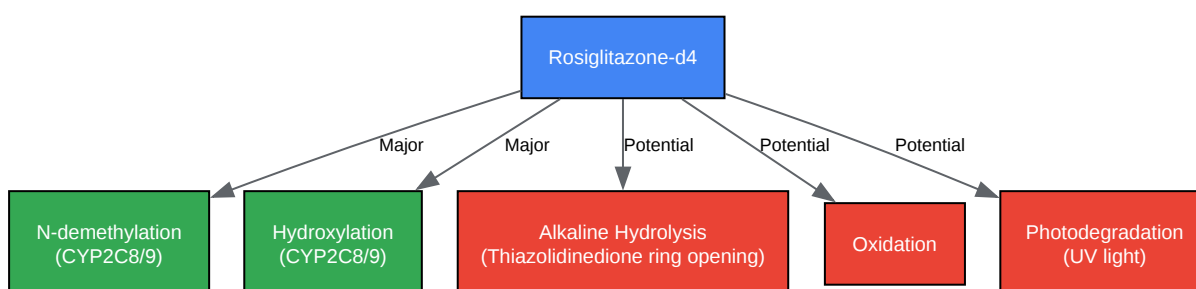 Rosiglitazone-d4
Major
Major
Potential
Potential
Potential
N-demethylation
(CYP2C8/9)
Hydroxylation
(CYP2C8/9)
Alkaline Hydrolysis
(Thiazolidinedione ring opening)
Oxidation
Photodegradation
(UV light)